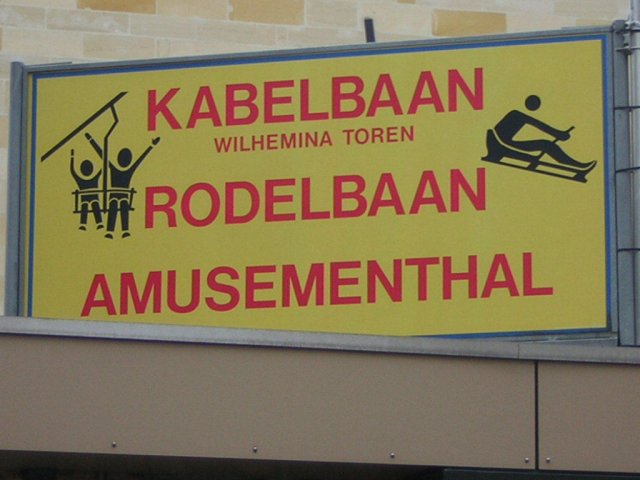 KABELBAAN
WILHEMINA TOREN
RODELBAAN
AMUSEMENTHAL